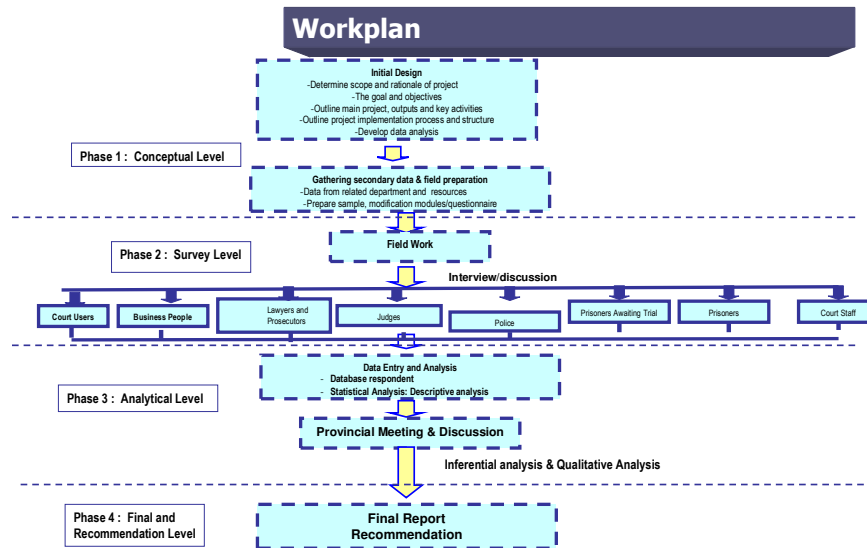 Workplan
Initial Design
-Determine scope and rationale of project
-The goal and objectives
-Outline main project, outputs and key activities
-Outline project implementation process and structure
-Develop data analysis
Phase 1 : Conceptual Level
Gathering secondary data & field preparation
-Data from related department and resources
-Prepare sample, modification modules/questionnaire
Phase 2 : Survey Level
Field Work
Interview/discussion
Court Users
Business People
Lawyers and
Prosecutors
Judges
Police
Prisoners Awaiting Trial
Prisoners
Court Staff
Data Entry and Analysis
- Database respondent
- Statistical Analysis: Descriptive analysis
Phase 3 : Analytical Level
Provincial Meeting & Discussion
Inferential analysis & Qualitative Analysis
Phase 4 : Final and
Recommendation Level
Final Report
Recommendation